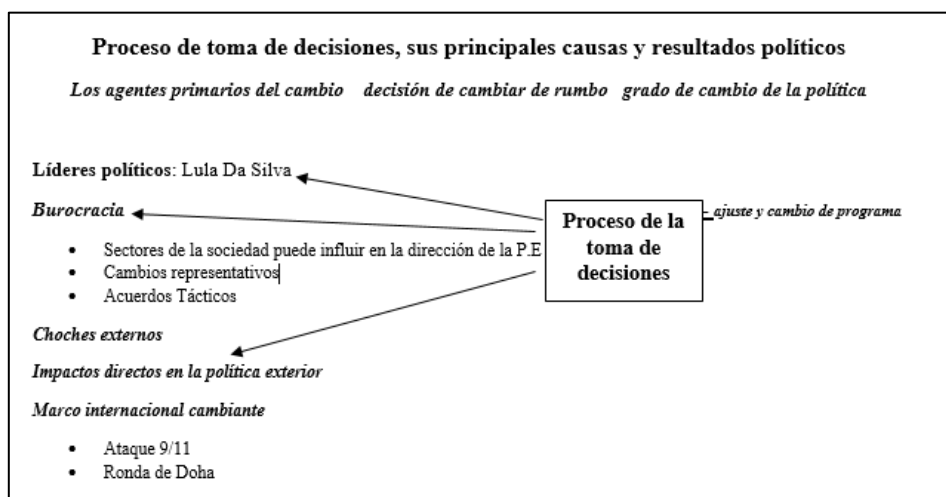 Proceso de toma de decisiones, sus principales causas y resultados políticos
Los agentes primarios del cambio decisión de cambiar de rumbo grado de cambio de la política
Líderes políticos: Lula Da Silva
Burocracia
• Sectores de la sociedad puede influir en la dirección de la P.E
• Cambios representativos
• Acuerdos Tácticos
Proceso de la
toma de
decisiones
- ajuste y cambio de programa
Choches externos
Impactos directos en la política exterior
Marco internacional cambiante
• Ataque 9/11
• Ronda de Doha